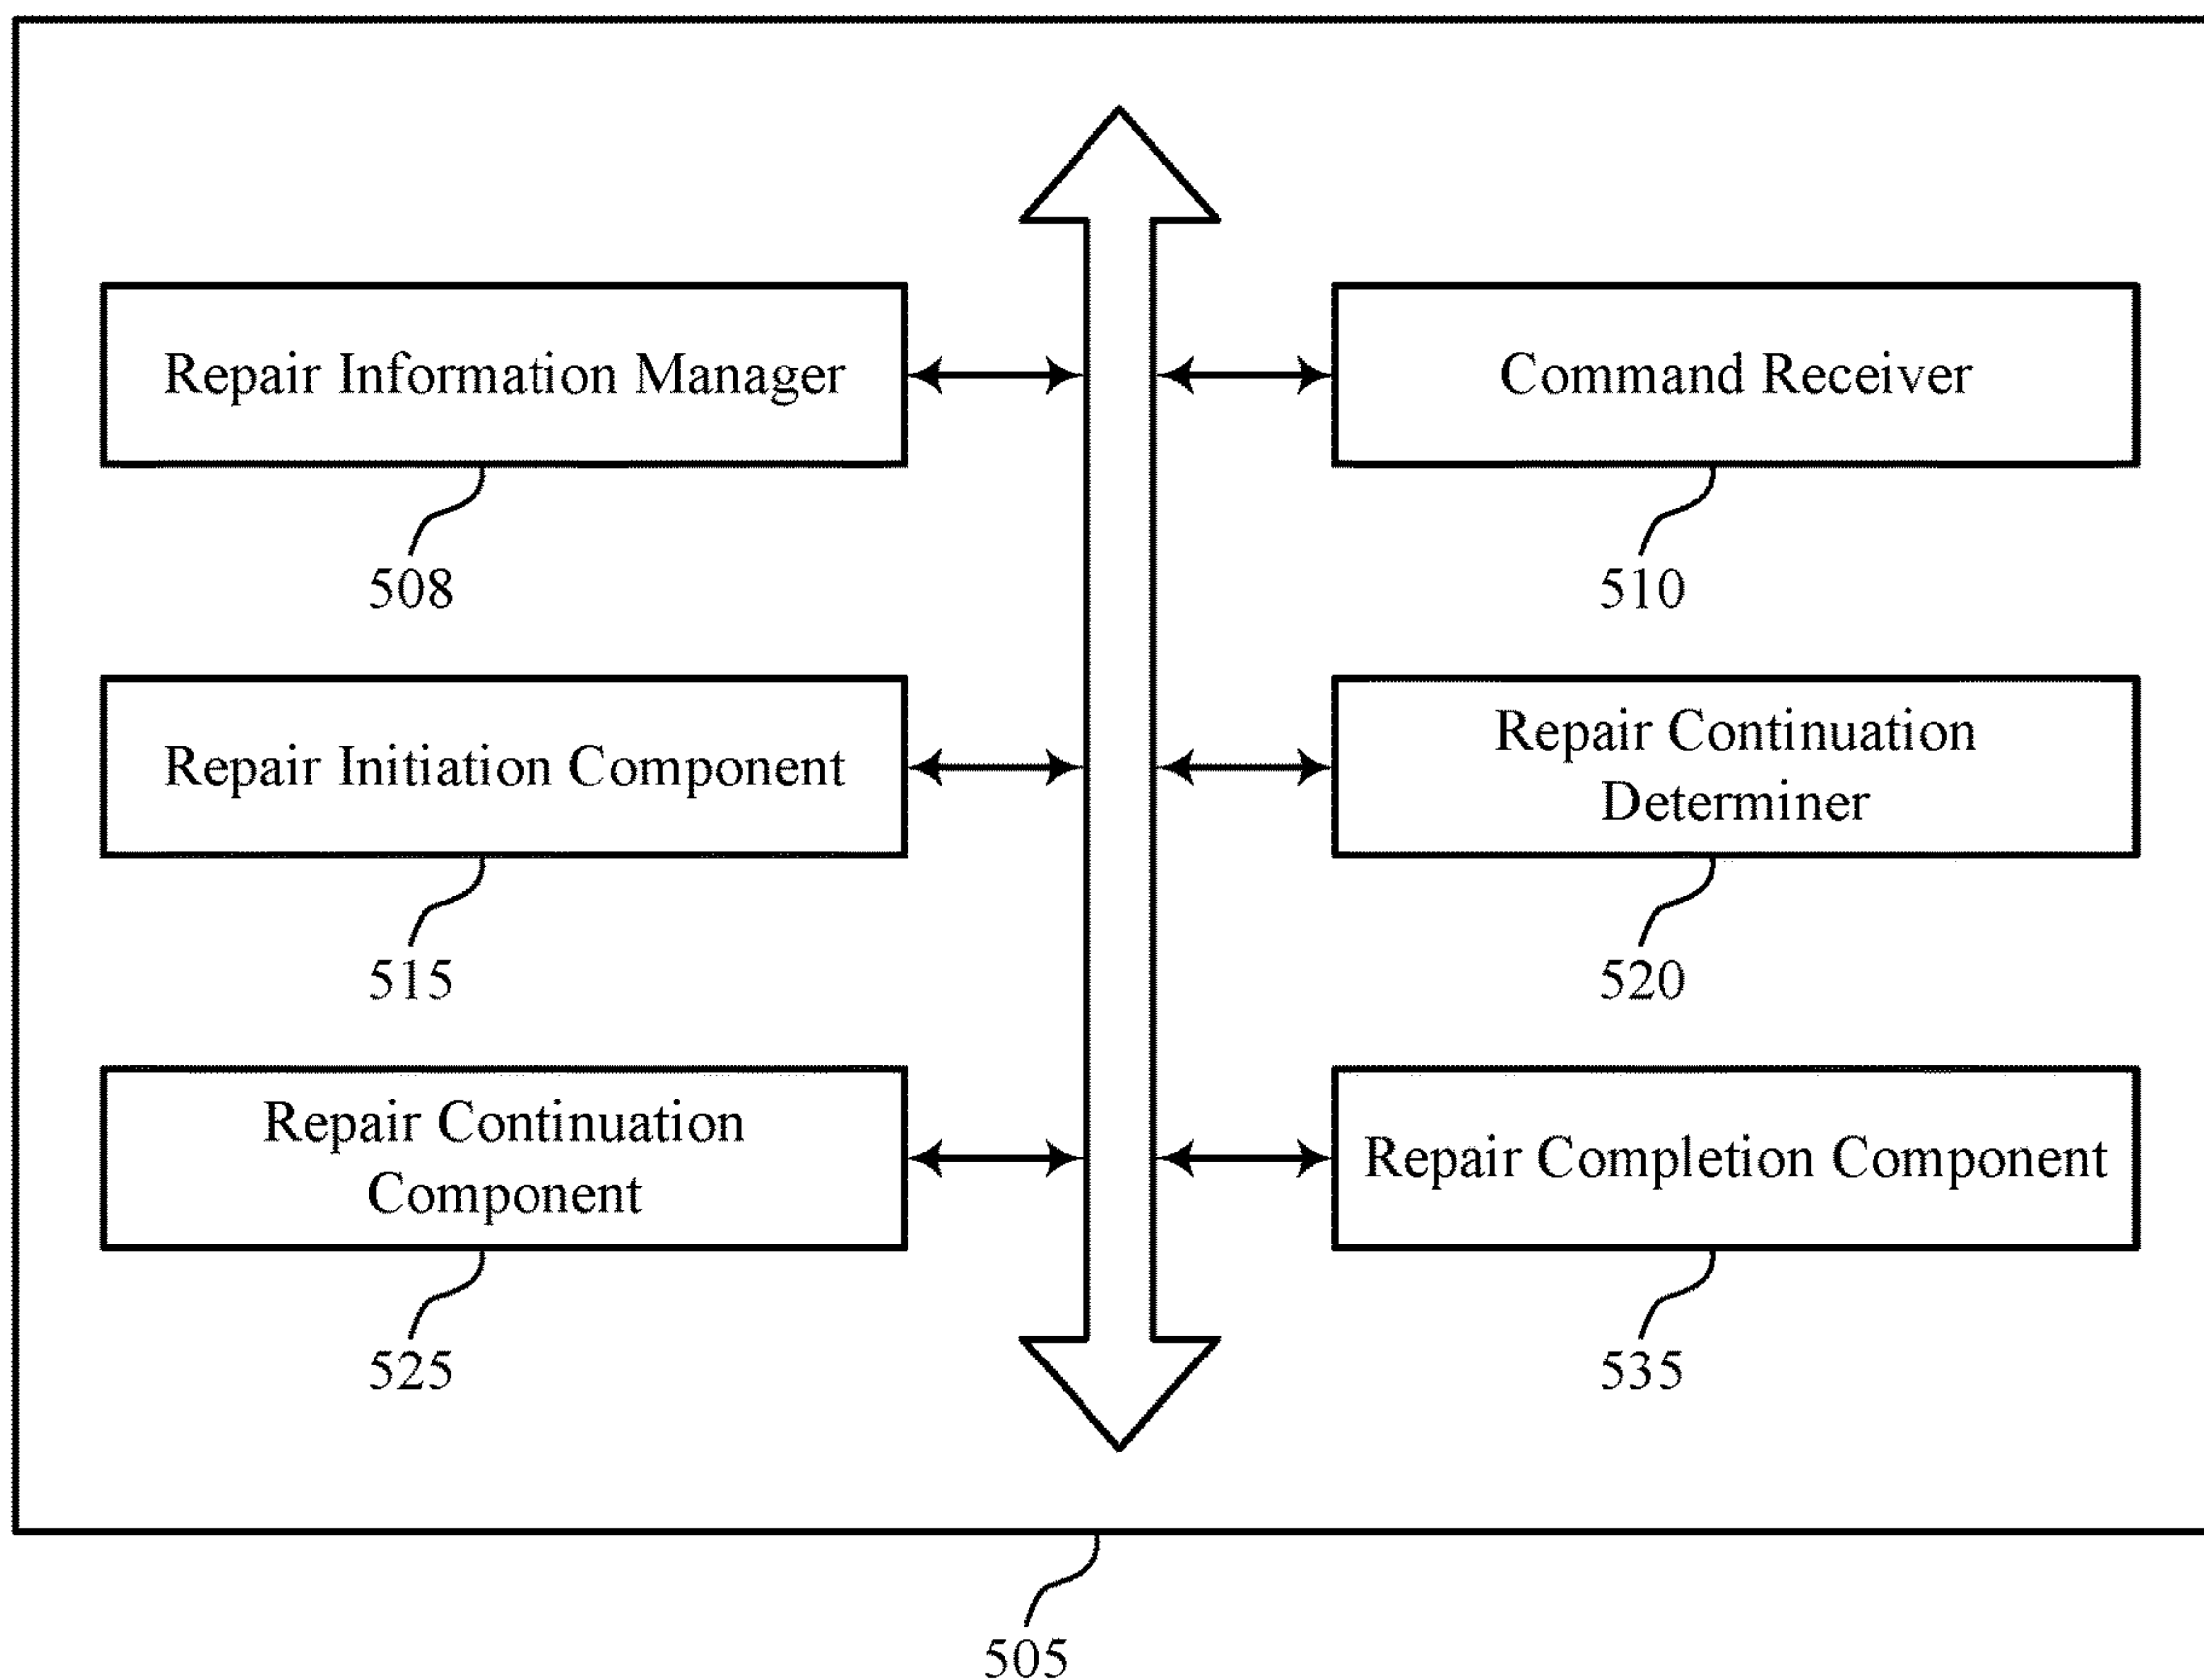 Repair Information Manager
Command Receiver
508
510
Repair Initiation Component
Repair Continuation
Determiner
515
520
Repair Continuation
Component
Repair Completion Component
525
535
505